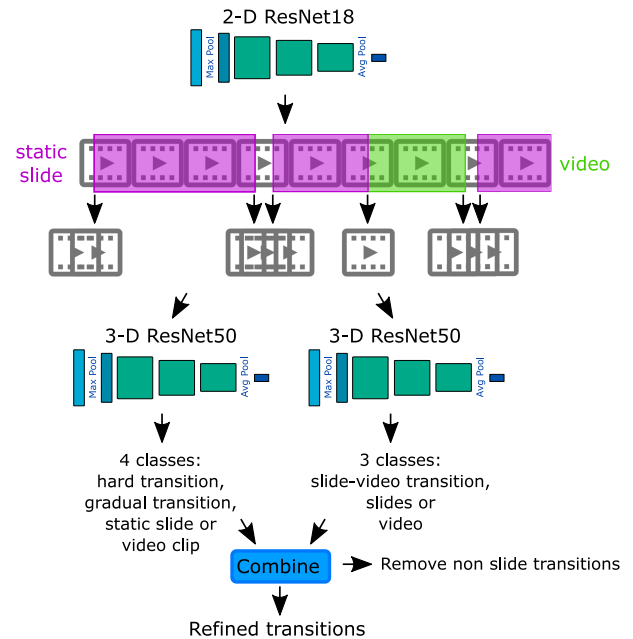 2-D ResNet18
Max Pool
Avg Pool
static
slide
video
3-D ResNet50
3-D ResNet50
Max Pool
Avg Pool
Max Pool
Avg Pool
4 classes:
hard transition,
gradual transition,
static slide or
video clip
3 classes:
slide-video transition,
slides or
video
Combine
Remove non slide transitions
Refined transitions